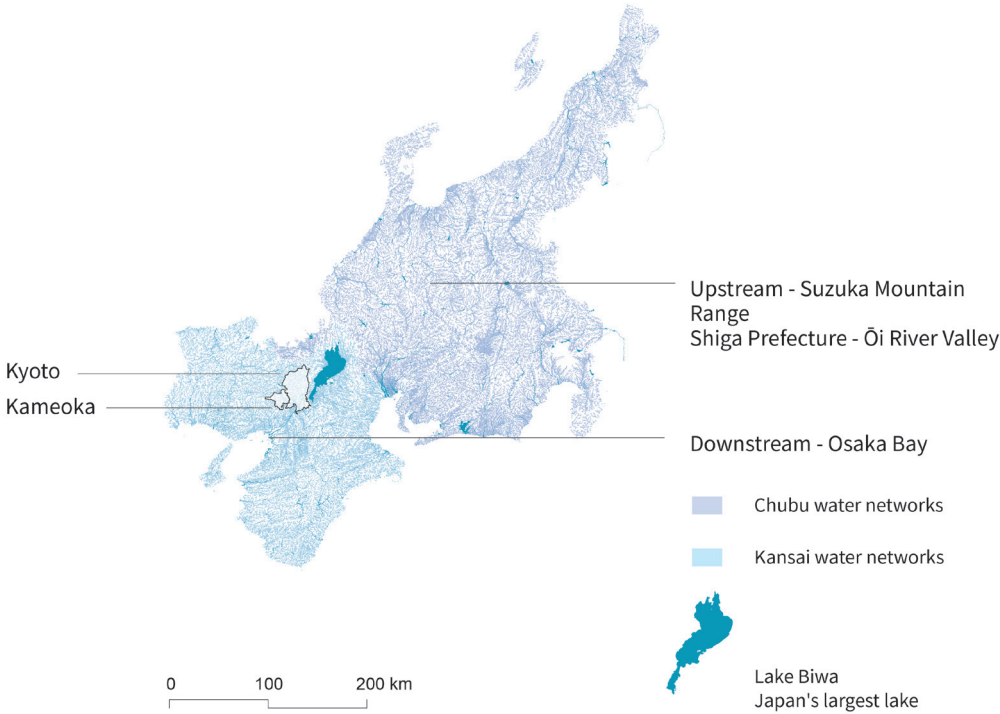 Upstream - Suzuka Mountain
Range
Shiga Prefecture - Ōi River Valley
Kyoto
Kameoka
Downstream - Osaka Bay
Chubu water networks
Kansai water networks
Lake Biwa
Japan's largest lake
0 100 200 km